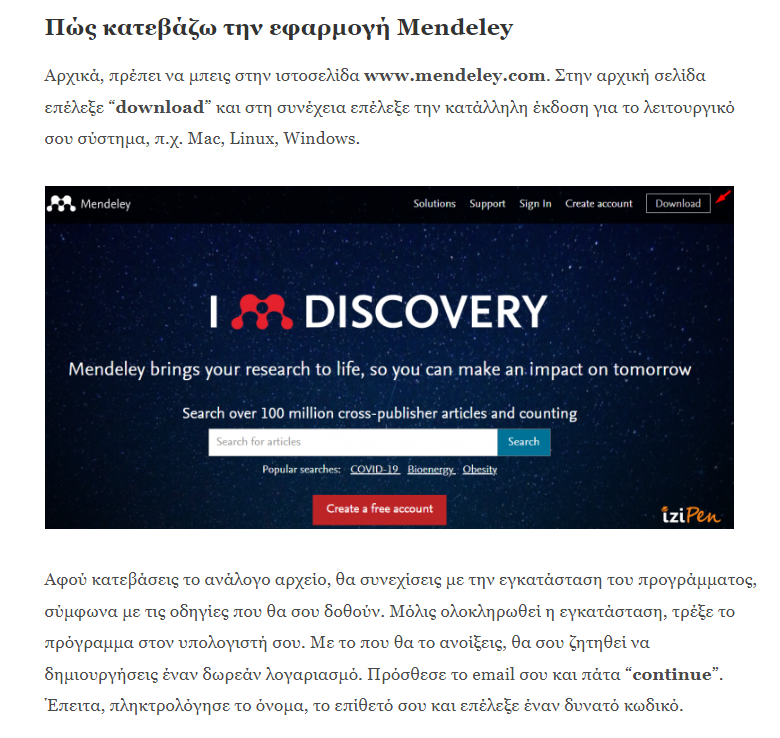 Πώς κατεβάζω την εφαρμογή Mendeley
Αρχικά, πρέπει να μπεις στην ιστοσελίδα www.mendeley.com. Στην αρχική σελίδα
επέλεξε “download” και στη συνέχεια επέλεξε την κατάλληλη έκδοση για το λειτουργικό
σου σύστημα, π.χ. Mac, Linux, Windows.
Mendeley Solutions Support Sign In Create account Download
I DISCOVERY
Mendeley brings your research to life, so you can make an impact on tomorrow
Search over 100 million cross-publisher articles and counting
Search for articles Search
Popular searches: COVID-19 Bioenergy Obesity
Create a free account
iziPen
Αφού κατεβάσεις το ανάλογο αρχείο, θα συνεχίσεις με την εγκατάσταση του προγράμματος,
σύμφωνα με τις οδηγίες που θα σου δοθούν. Μόλις ολοκληρωθεί η εγκατάσταση, τρέξε το
πρόγραμμα στον υπολογιστή σου. Με το που θα το ανοίξεις, θα σου ζητηθεί να
δημιουργήσεις έναν δωρεάν λογαριασμό. Πρόσθεσε το email σου και πάτα “continue”.
Έπειτα, πληκτρολόγησε το όνομα, το επίθετό σου και επέλεξε έναν δυνατό κωδικό.